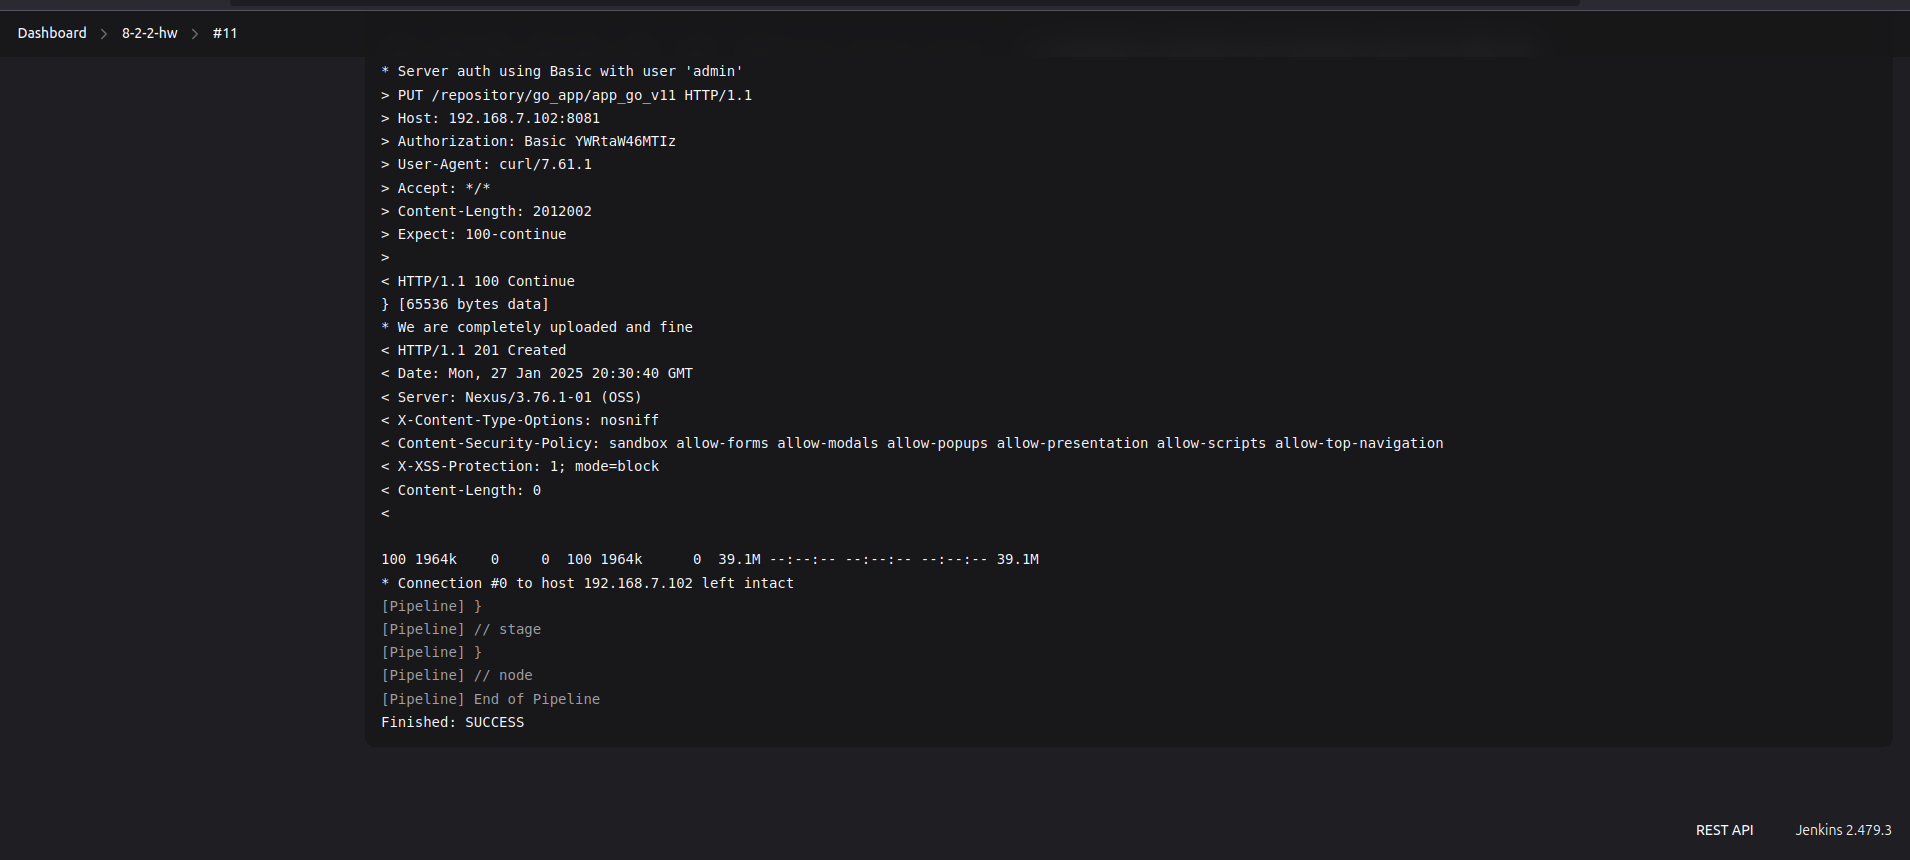 Dashboard > 8-2-2-hw > #11
* Server auth using Basic with user 'admin'
> PUT /repository/go_app/app_go_v11 HTTP/1.1
> Host: 192.168.7.102:8081
> Authorization: Basic YWRtaW46MTIz
> User-Agent: curl/7.61.1
> Accept: */*
> Content-Length: 2012002
> Expect: 100-continue
>
< HTTP/1.1 100 Continue
} [65536 bytes data]
* We are completely uploaded and fine
< HTTP/1.1 201 Created
< Date: Mon, 27 Jan 2025 20:30:40 GMT
< Server: Nexus/3.76.1-01 (OSS)
< X-Content-Type-Options: nosniff
< Content-Security-Policy: sandbox allow-forms allow-modals allow-popups allow-presentation allow-scripts allow-top-navigation
< X-XSS-Protection: 1; mode=block
< Content-Length: 0
<
100 1964k    0     0  100 1964k      0  39.1M --:--:-- --:--:-- --:--:-- 39.1M
* Connection #0 to host 192.168.7.102 left intact
[Pipeline] }
[Pipeline] // stage
[Pipeline] }
[Pipeline] // node
[Pipeline] End of Pipeline
Finished: SUCCESS
REST API Jenkins 2.479.3